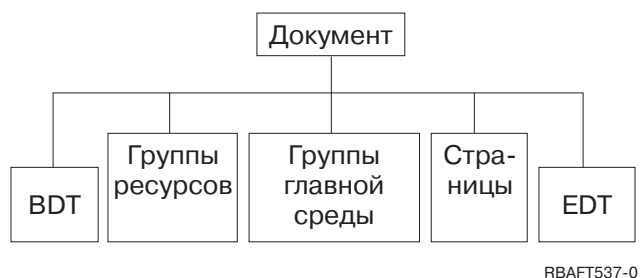 Документ
BDT
Группы
ресурсов
Группы
главной
среды
Стра-
ницы
EDT
RBAFT537-0